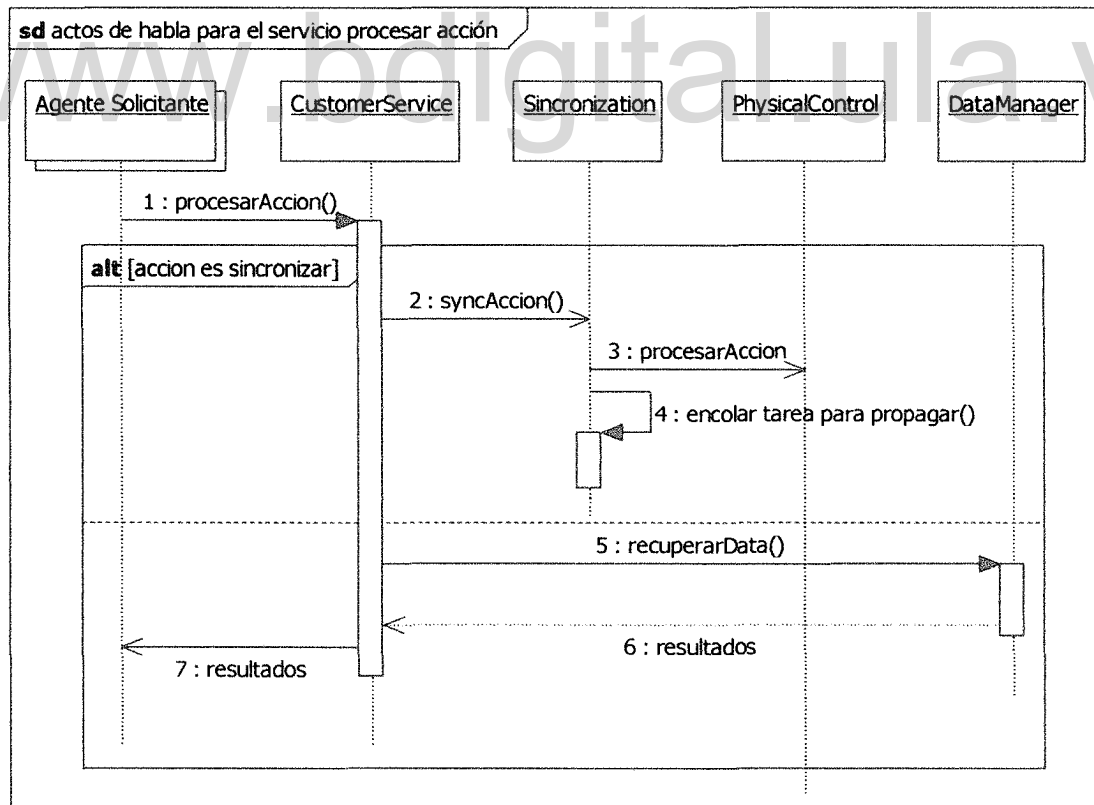 www.bdigital.ula.v
sd actos de habla para el servicio procesar acción
Agente Solicitante
CustomerService
Sincronization
PhysicalControl
DataManager
1 : procesarAccion()
alt [accion es sincronizar]
2 : syncAccion()
3 : procesarAccion
4 : encolar tarea para propagar()
5 : recuperarData()
6 : resultados
7 : resultados